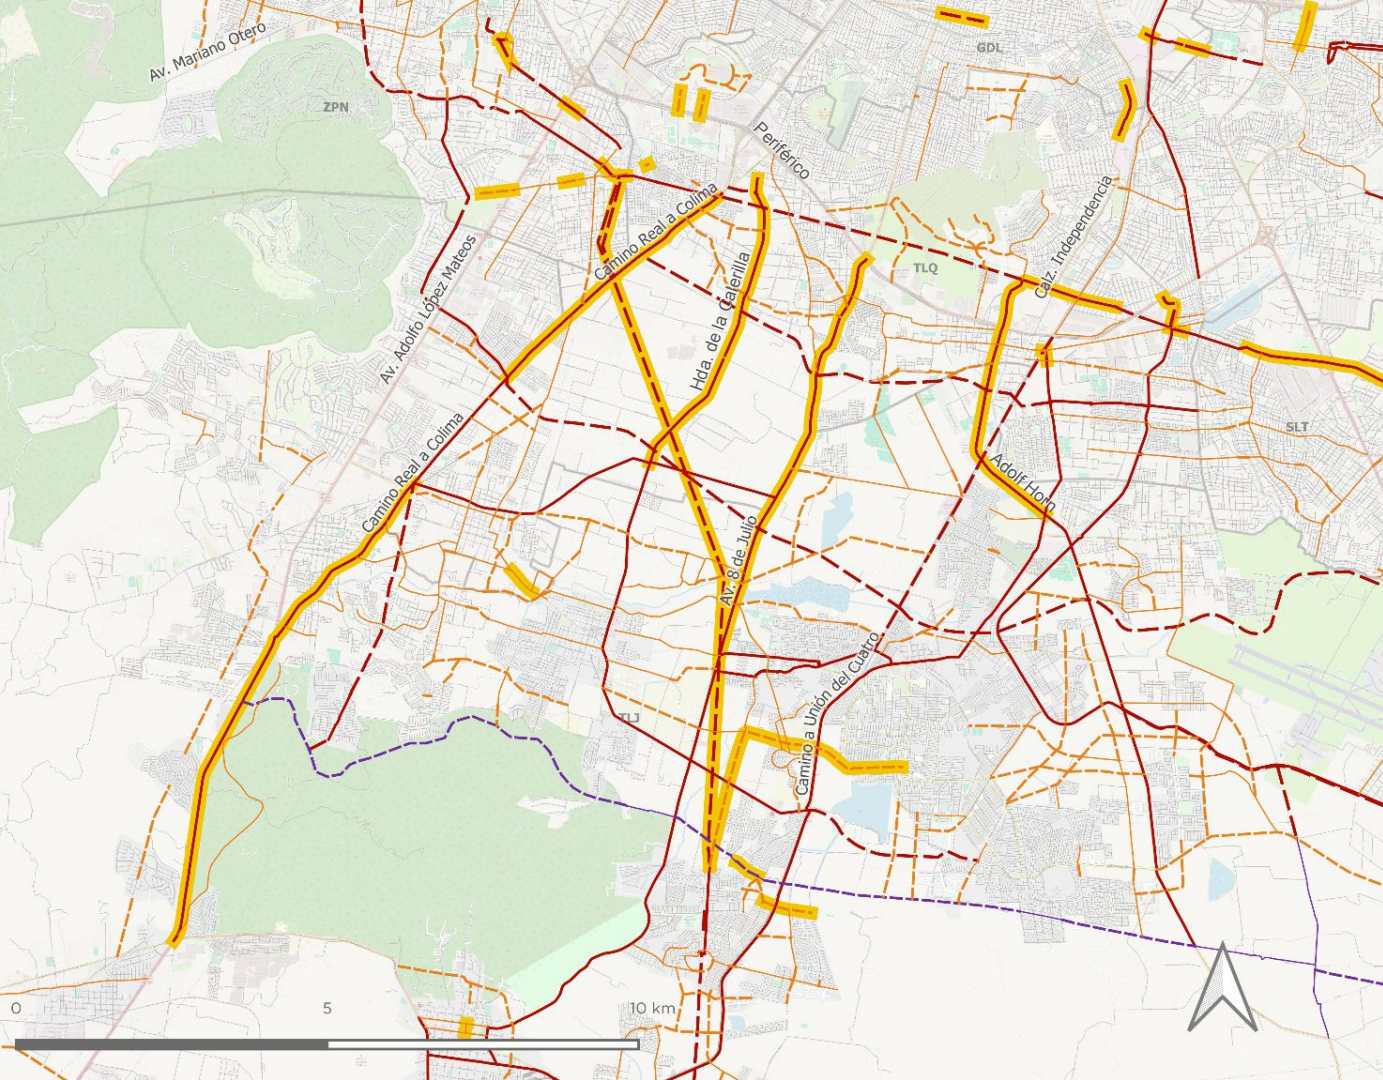 Av. Mariano Otero
GDL
ZPN
Periférico
Calz. Independencia
Camino Real a Colima
TLQ
Av. Adolfo López Mateos
Hda. de la Calerilla
SLT
Camino Real a Colima
Adolf Horn
Av. 8 de Julio
Camino a Unión del Cuatro
TLJ
0 5 10 km